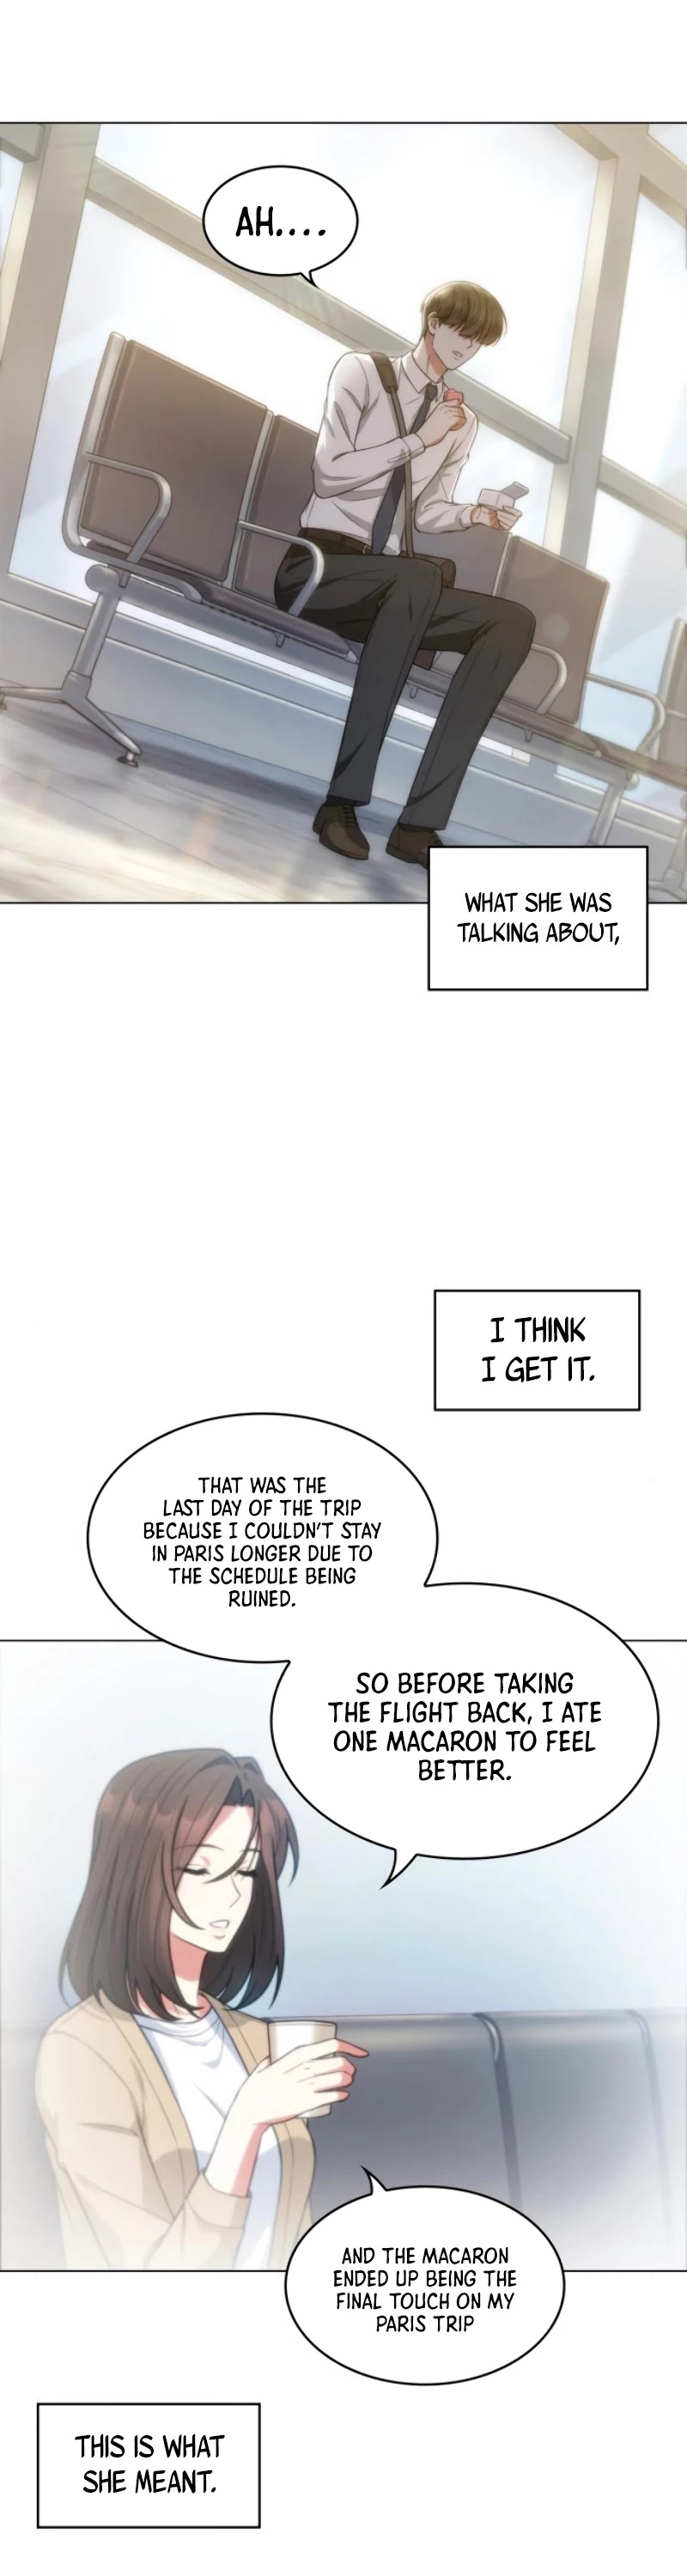 AH....
WHAT SHE WAS
TALKING ABOUT,
I THINK
I GET IT.
THAT WAS THE
LAST DAY OF THE TRIP
BECAUSE I COULDN'T STAY
IN PARIS LONGER DUE TO
THE SCHEDULE BEING
RUINED.
SO BEFORE TAKING
THE FLIGHT BACK, I ATE
ONE MACARON TO FEEL
BETTER.
AND THE MACARON
ENDED UP BEING THE
FINAL TOUCH ON MY
PARIS TRIP
THIS IS WHAT
SHE MEANT.